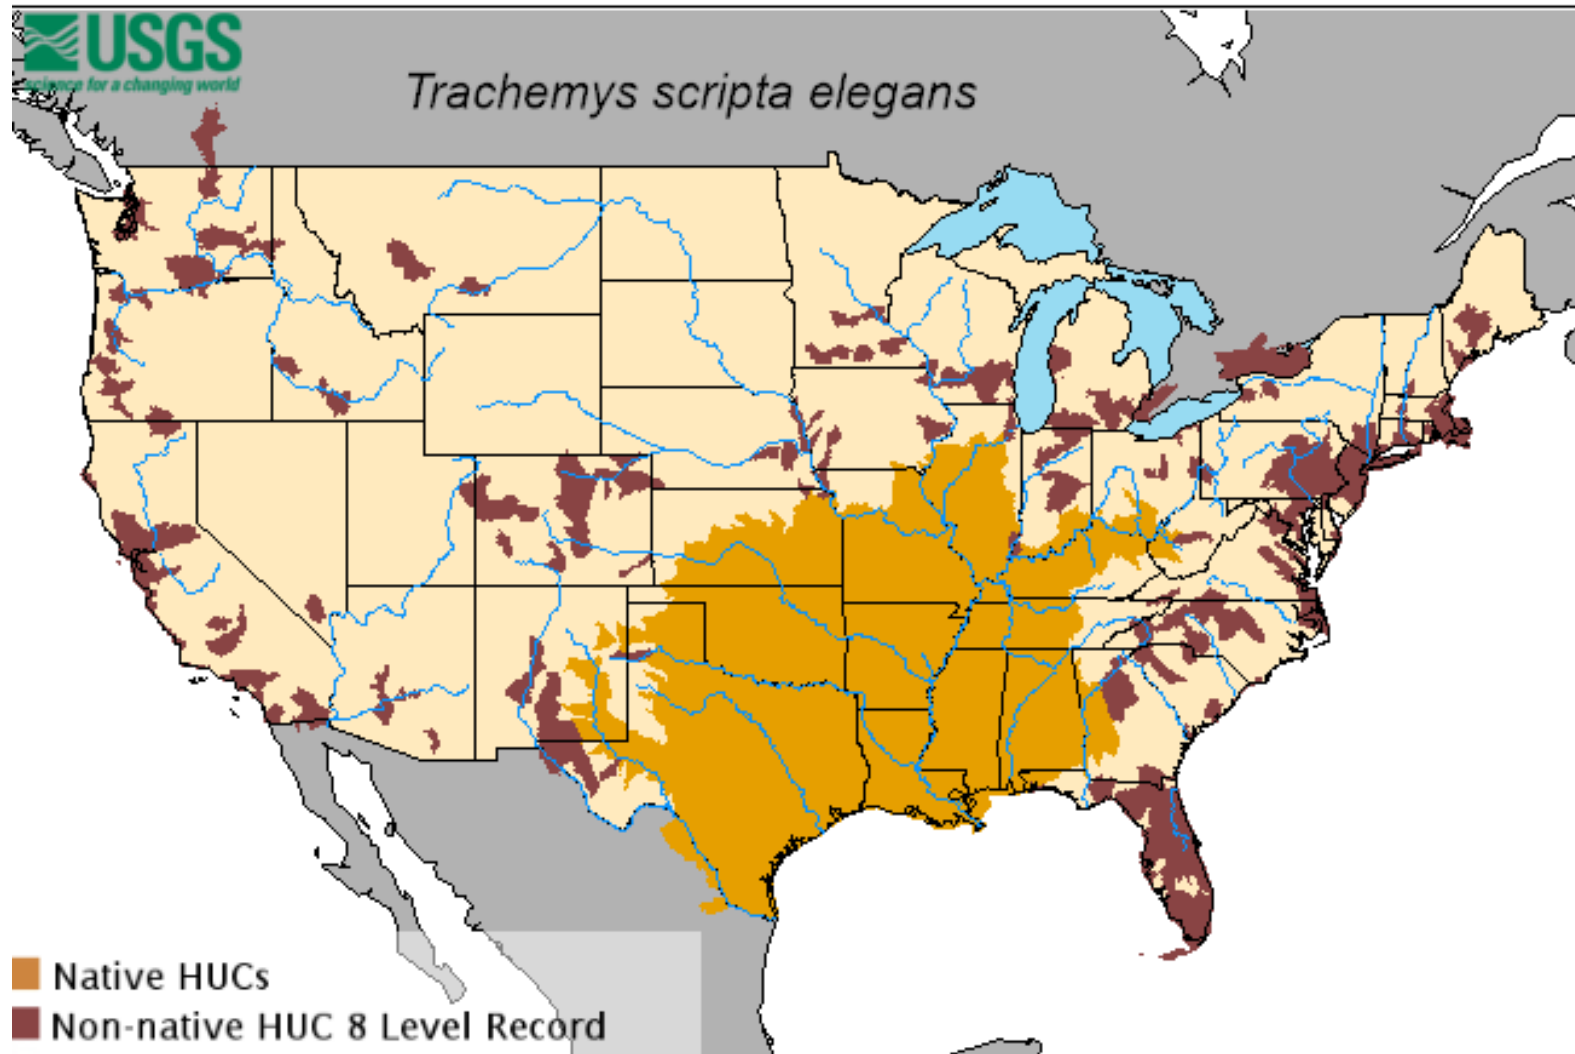 USGS
science for a changing world
Trachemys scripta elegans
Native HUCs
Non-native HUC 8 Level Record